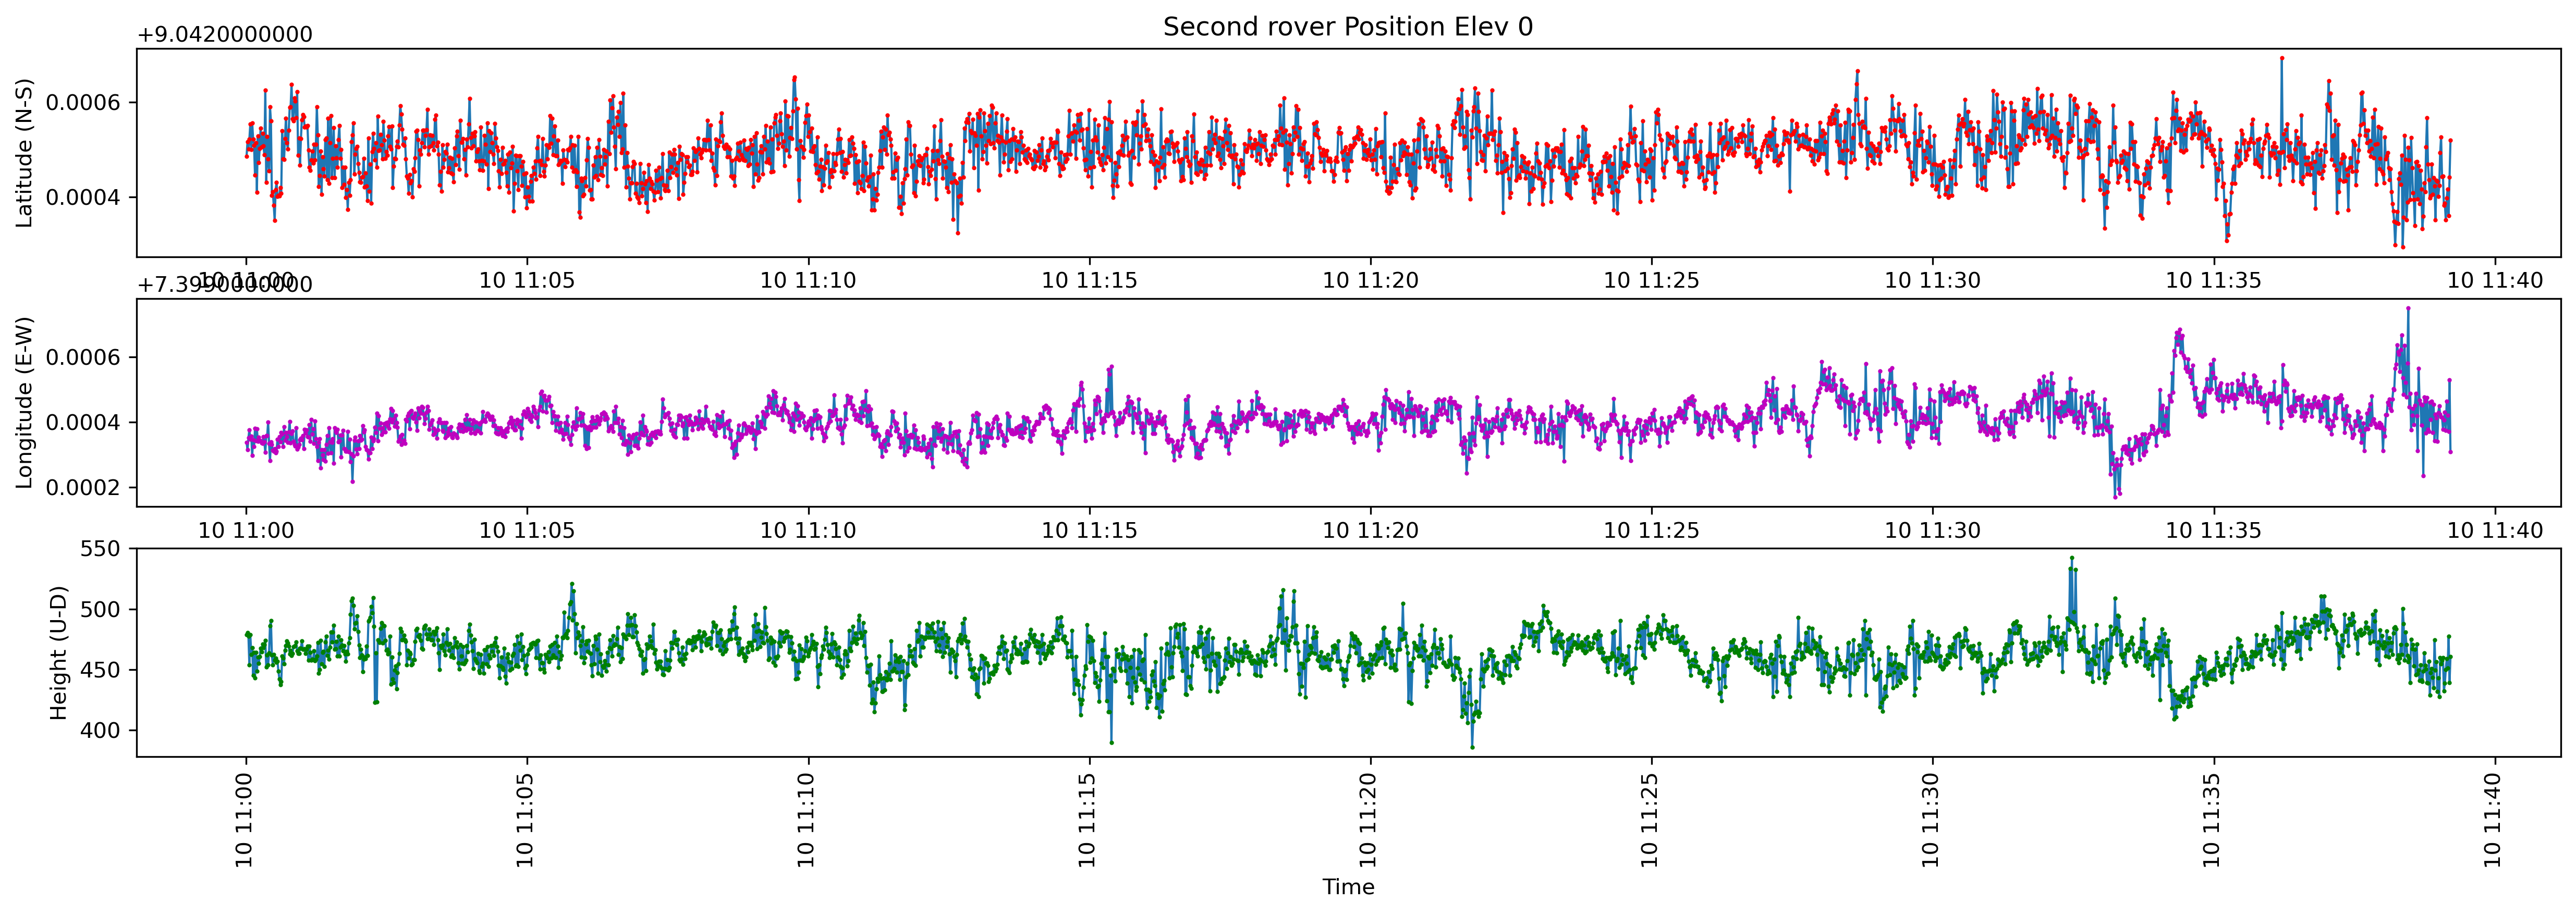 Second rover Position Elev 0
+9.0420000000
Latitude (N-S)
0.0006
0.0004
10 11:00 10 11:05 10 11:10 10 11:15 10 11:20 10 11:25 10 11:30 10 11:35 10 11:40
+7.3990000000
Longitude (E-W)
0.0006
0.0004
0.0002
10 11:00 10 11:05 10 11:10 10 11:15 10 11:20 10 11:25 10 11:30 10 11:35 10 11:40
Height (U-D)
550
500
450
400
10 11:00 10 11:05 10 11:10 10 11:15 10 11:20 10 11:25 10 11:30 10 11:35 10 11:40
Time